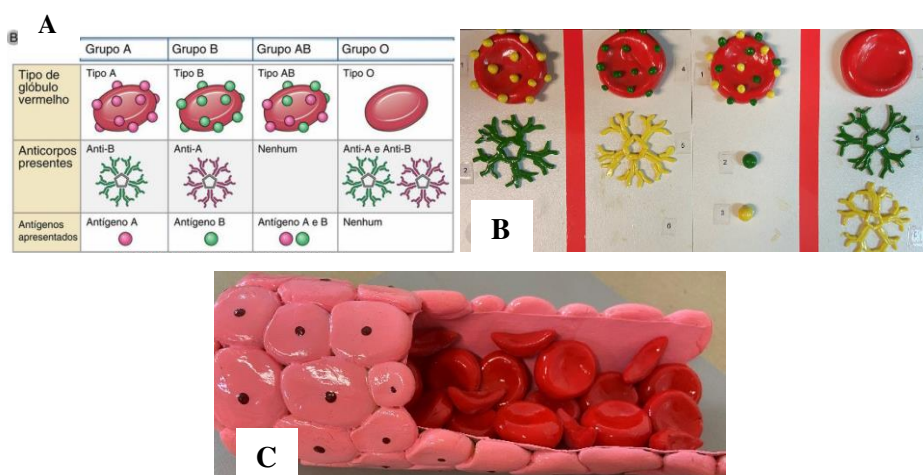 A
B
Grupo A Grupo B Grupo AB Grupo O
Tipo de
glóbulo
vermelho
Tipo A Tipo B Tipo AB Tipo O
Anticorpos
presentes
Anti-B Anti-A Nenhum Anti-A e Anti-B
Antígenos
apresentados
Antígeno A Antígeno B Antígeno A e B Nenhum
4
1
2
5
5
2
3
6
B
C